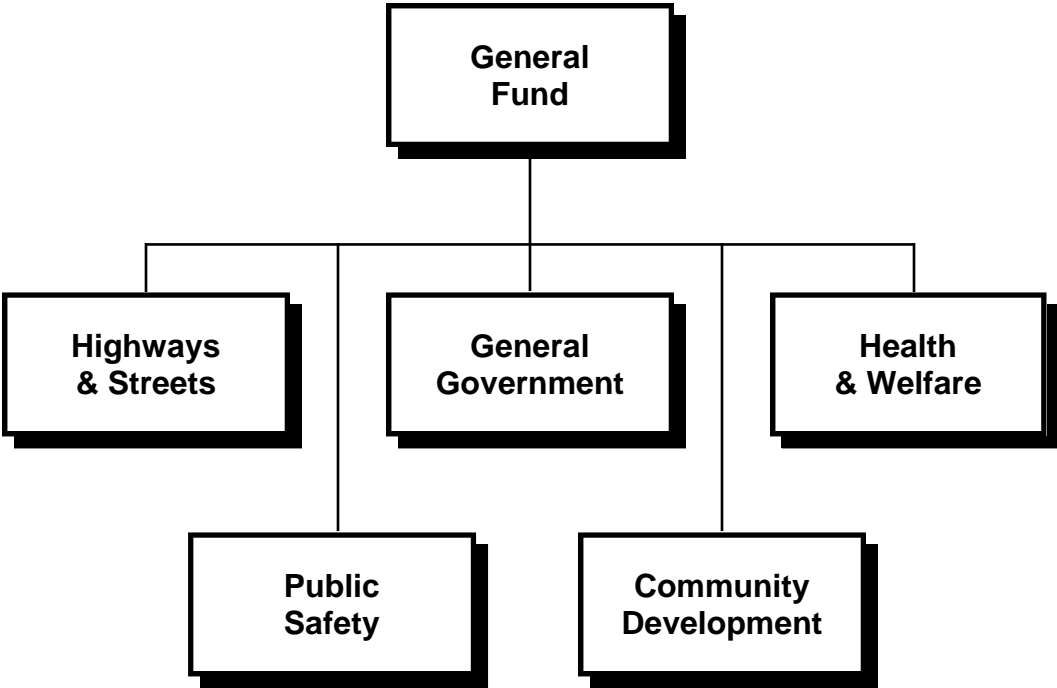 General
Fund
Highways
& Streets
General
Government
Health
& Welfare
Public
Safety
Community
Development